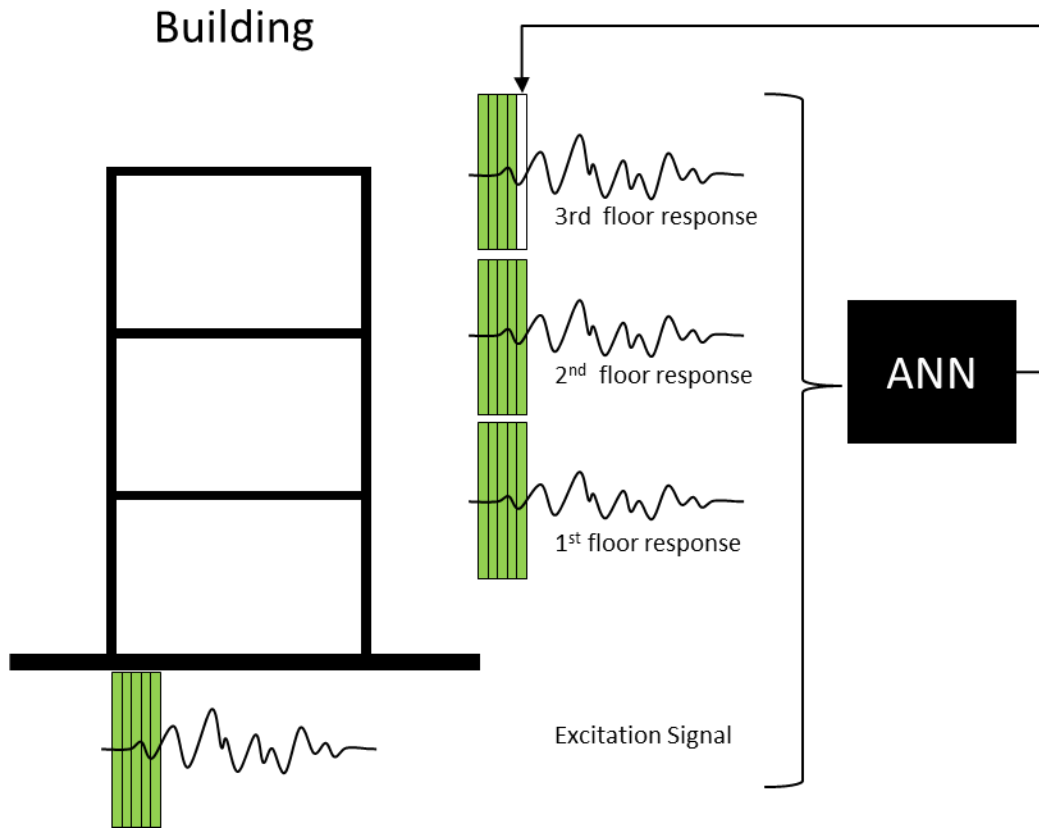 Building
3rd  floor response
2nd  floor response
ANN
1st floor response
Excitation Signal